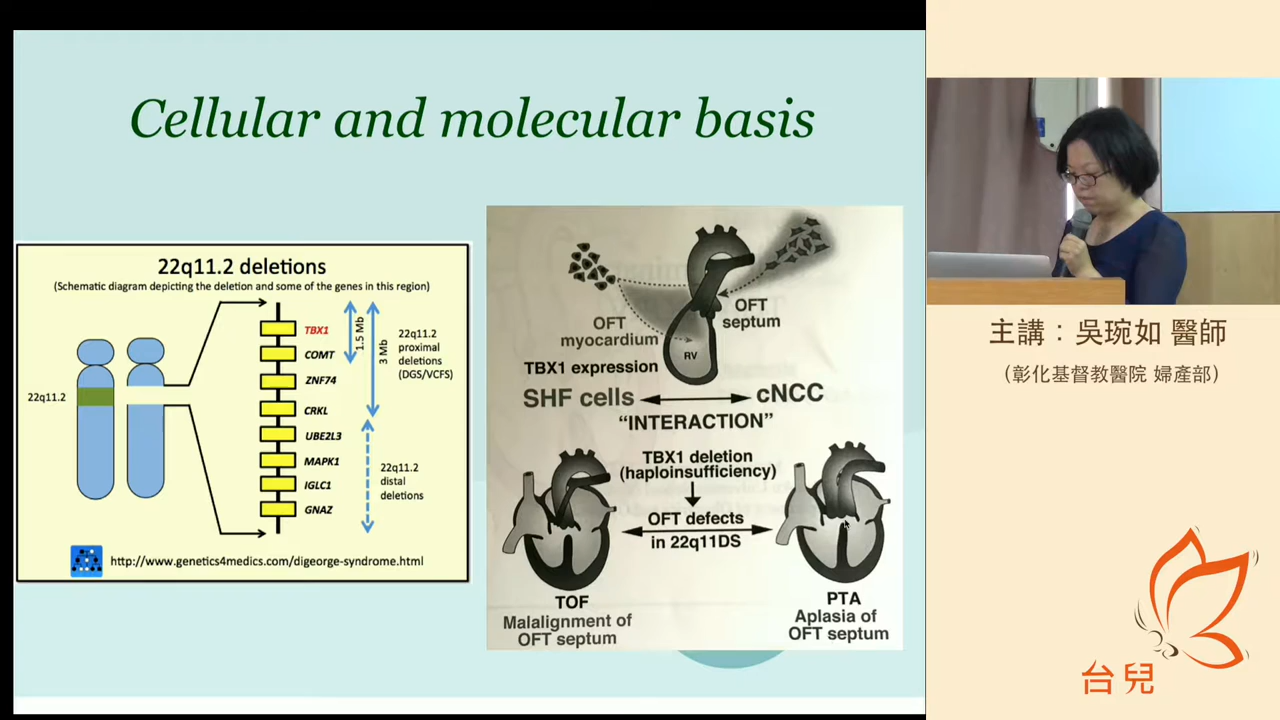 Cellular and molecular basis
22q11.2 deletions
(Schematic diagram depicting the deletion and some of the genes in this region)
22q11.2
TBX1
COMT
ZNF74
CRKL
UBE2L3
MAPK1
IGLC1
GNAZ
1.5 Mb
3 Mb
22q11.2
proximal
deletions
(DGS/VCFS)
22q11.2
distal
deletions
http://www.genetics4medics.com/digeorge-syndrome.html
OFT
septum
OFT
myocardium
RV
TBX1 expression
SHF cells
cNCC
“INTERACTION”
TBX1 deletion
(haploinsufficiency)
OFT defects
in 22q11DS
TOF
Malalignment of
OFT septum
PTA
Aplasia of
OFT septum
主講：吳琬如 醫師
（彰化基督教醫院 婦產部）
台兒